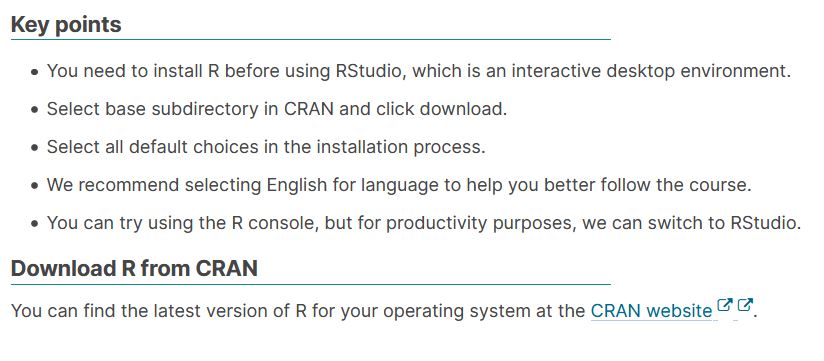 Key points
You need to install R before using RStudio, which is an interactive desktop environment.
Select base subdirectory in CRAN and click download.
Select all default choices in the installation process.
We recommend selecting English for language to help you better follow the course.
You can try using the R console, but for productivity purposes, we can switch to RStudio.
Download R from CRAN
You can find the latest version of R for your operating system at the CRAN website.